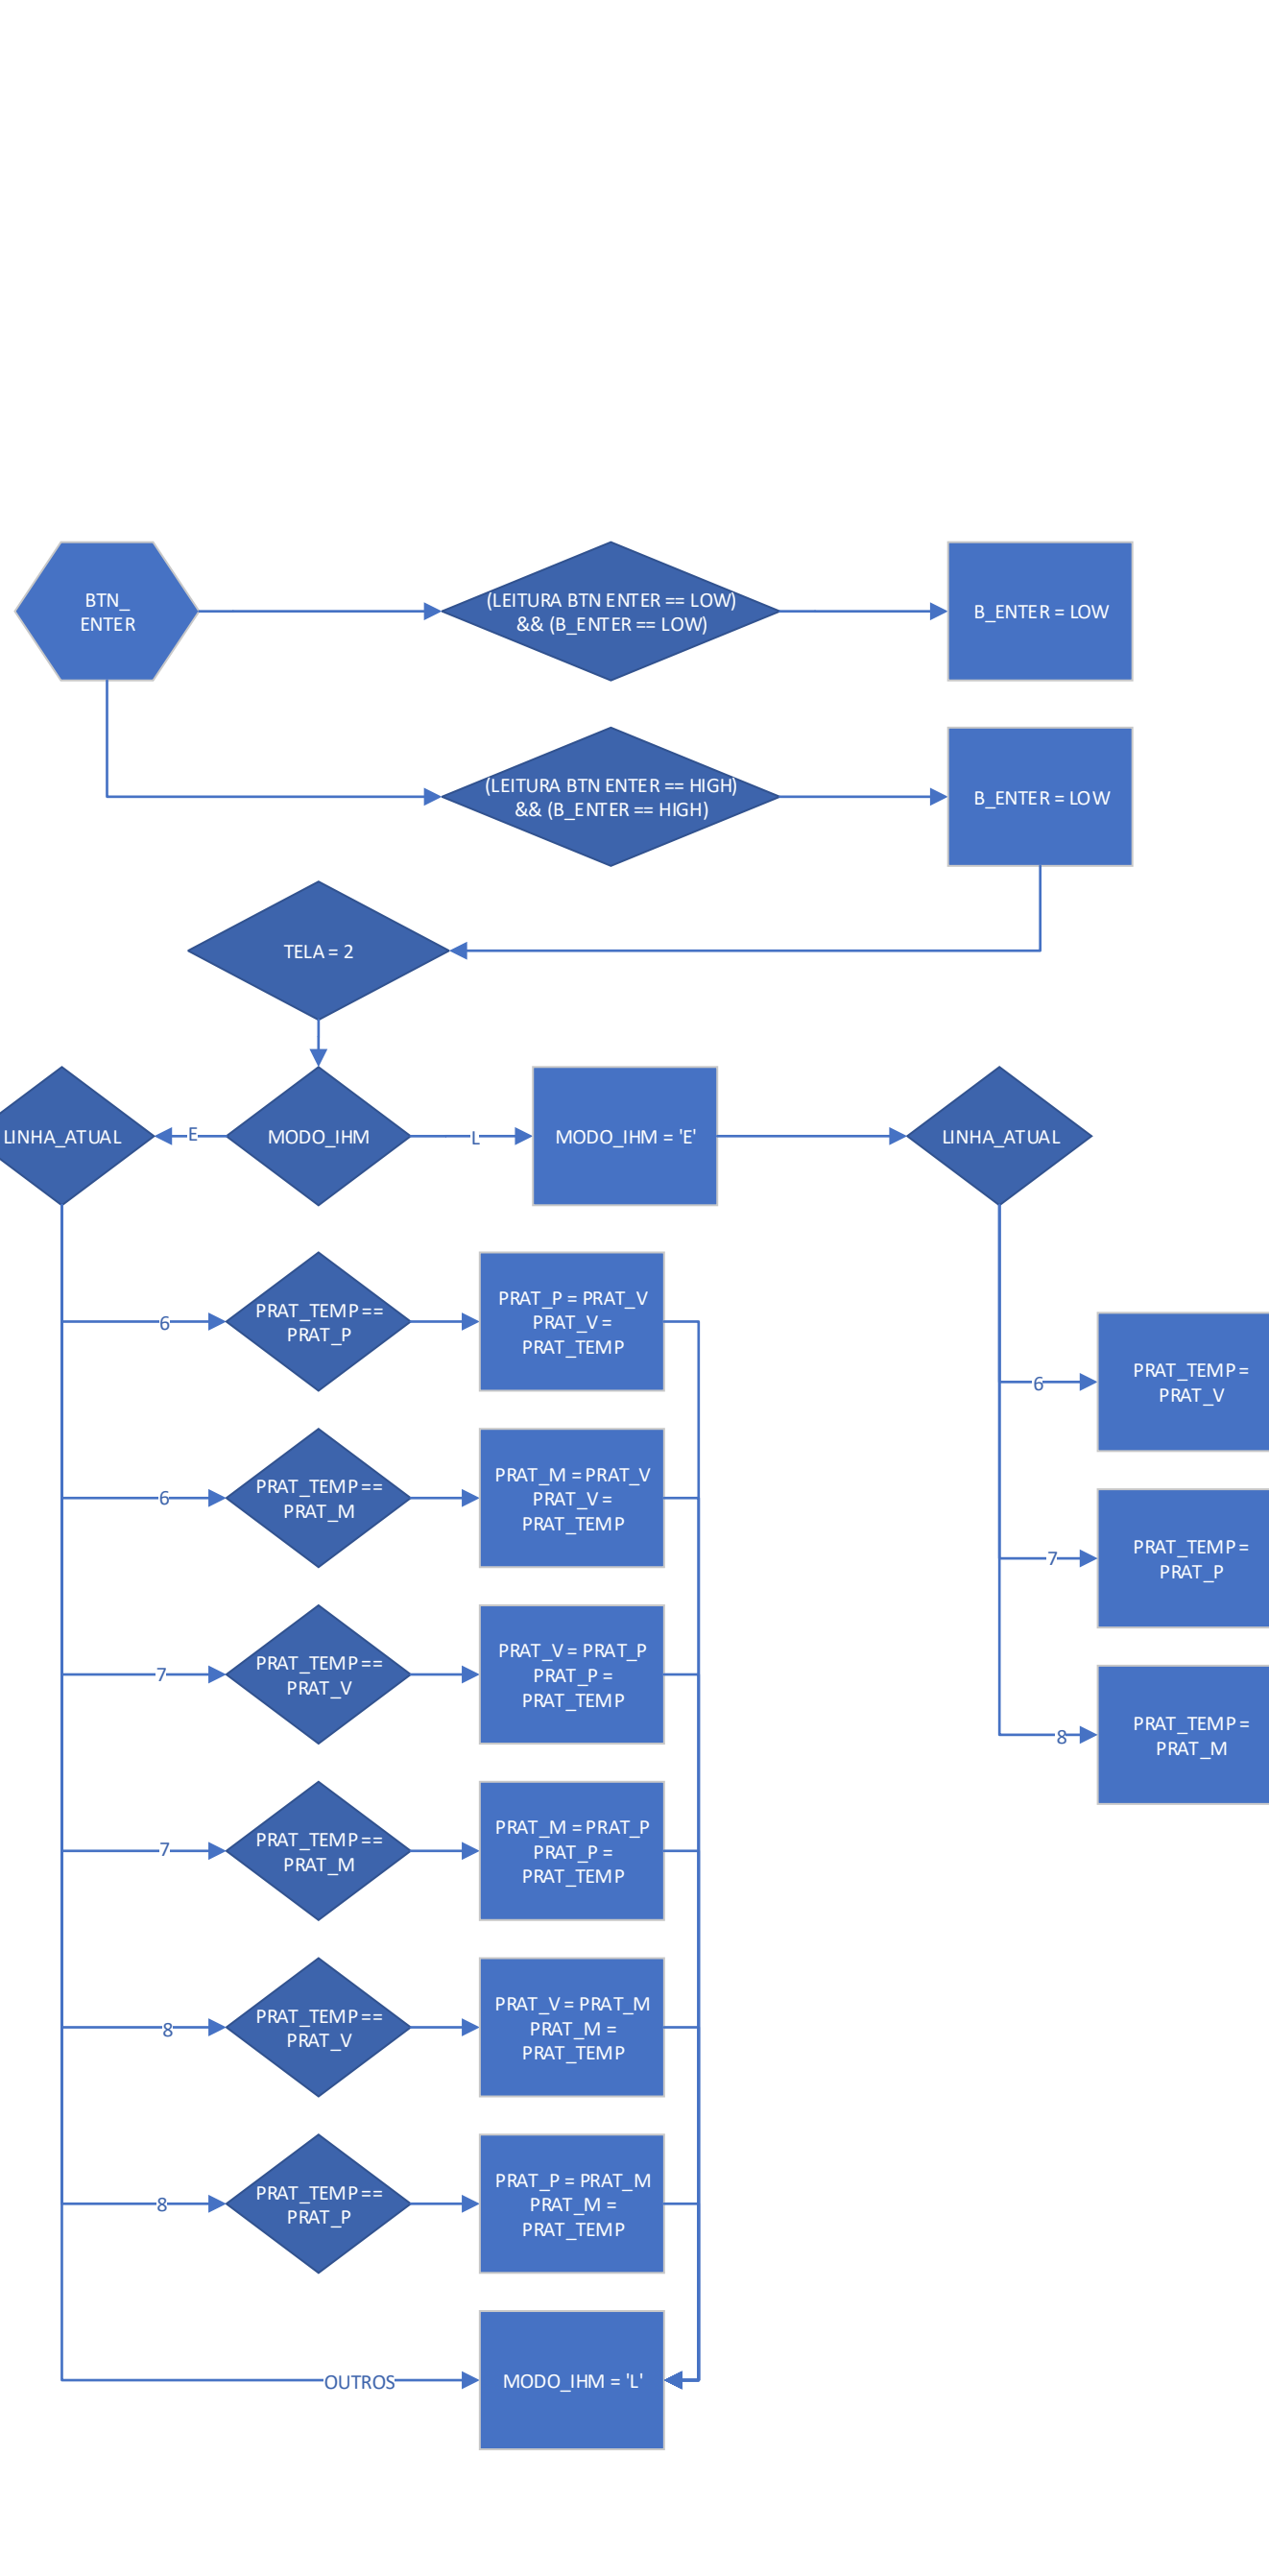 BTN_
ENTER
(LEITURA BTN ENTER == LOW)
&& (B_ENTER == LOW)
B_ENTER = LOW
(LEITURA BTN ENTER == HIGH)
&& (B_ENTER == HIGH)
B_ENTER = LOW
TELA = 2
LINHA_ATUAL
E
MODO_IHM
L
MODO_IHM = 'E'
LINHA_ATUAL
6
PRAT_TEMP ==
PRAT_P
PRAT_P = PRAT_V
PRAT_V =
PRAT_TEMP
6
PRAT_TEMP =
PRAT_V
6
PRAT_TEMP ==
PRAT_M
PRAT_M = PRAT_V
PRAT_V =
PRAT_TEMP
7
PRAT_TEMP =
PRAT_P
7
PRAT_TEMP ==
PRAT_V
PRAT_V = PRAT_P
PRAT_P =
PRAT_TEMP
8
PRAT_TEMP =
PRAT_M
7
PRAT_TEMP ==
PRAT_M
PRAT_M = PRAT_P
PRAT_P =
PRAT_TEMP
8
PRAT_TEMP ==
PRAT_V
PRAT_V = PRAT_M
PRAT_M =
PRAT_TEMP
8
PRAT_TEMP ==
PRAT_P
PRAT_P = PRAT_M
PRAT_M =
PRAT_TEMP
OUTROS
MODO_IHM = 'L'